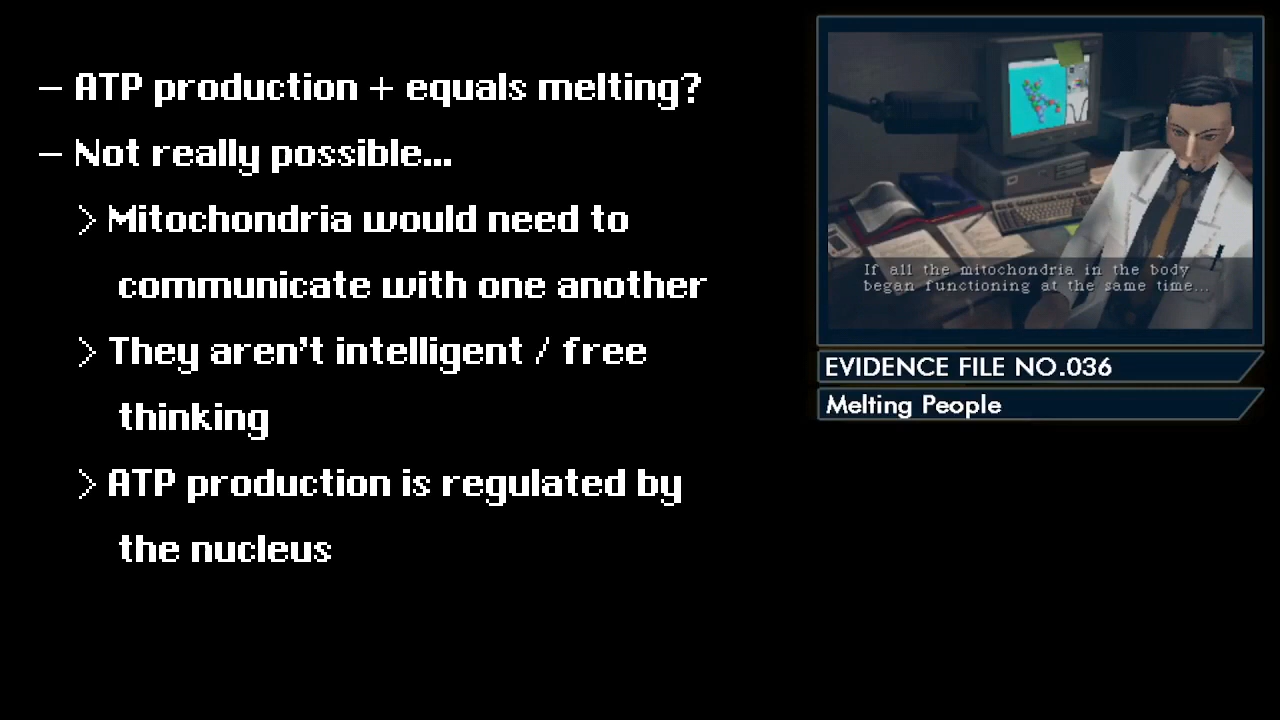 – ATP production + equals melting?
– Not really possible...
> Mitochondria would need to
communicate with one another
> They aren't intelligent / free
thinking
> ATP production is regulated by
the nucleus
If all the mitochondria in the body
began functioning at the same time...
EVIDENCE FILE NO.036
Melting People